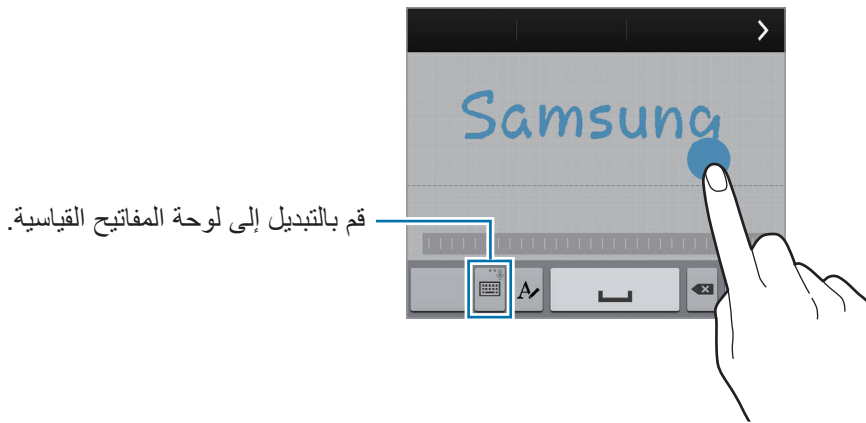 Samsung
قم بالتبديل إلى لوحة المفاتيح القياسية.
A